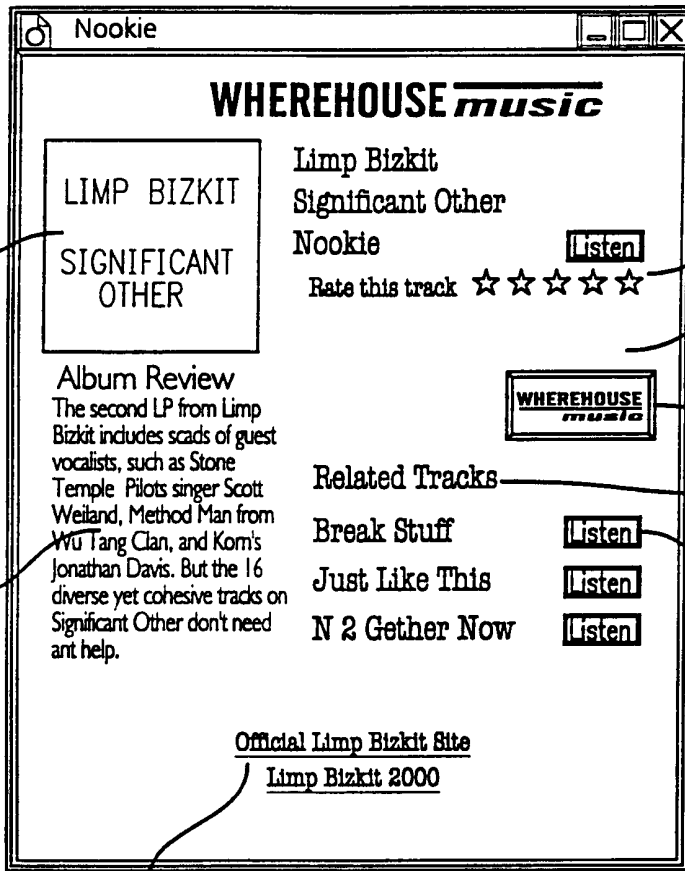 Nookie
WHEREHOUSE music
LIMP BIZKIT
SIGNIFICANT
OTHER
Limp Bizkit
Significant Other
Nookie Listen
Rate this track
Album Review
The second LP from Limp
Bizkit includes scads of guest
vocalists, such as Stone
Temple Pilots singer Scott
Weiland, Method Man from
Wu Tang Clan, and Korn's
Jonathan Davis. But the 16
diverse yet cohesive tracks on
Significant Other don't need
ant help.
WHEREHOUSE
music
Related Tracks
Break Stuff Listen
Just Like This Listen
N 2 Gether Now Listen
Official Limp Bizkit Site
Limp Bizkit 2000